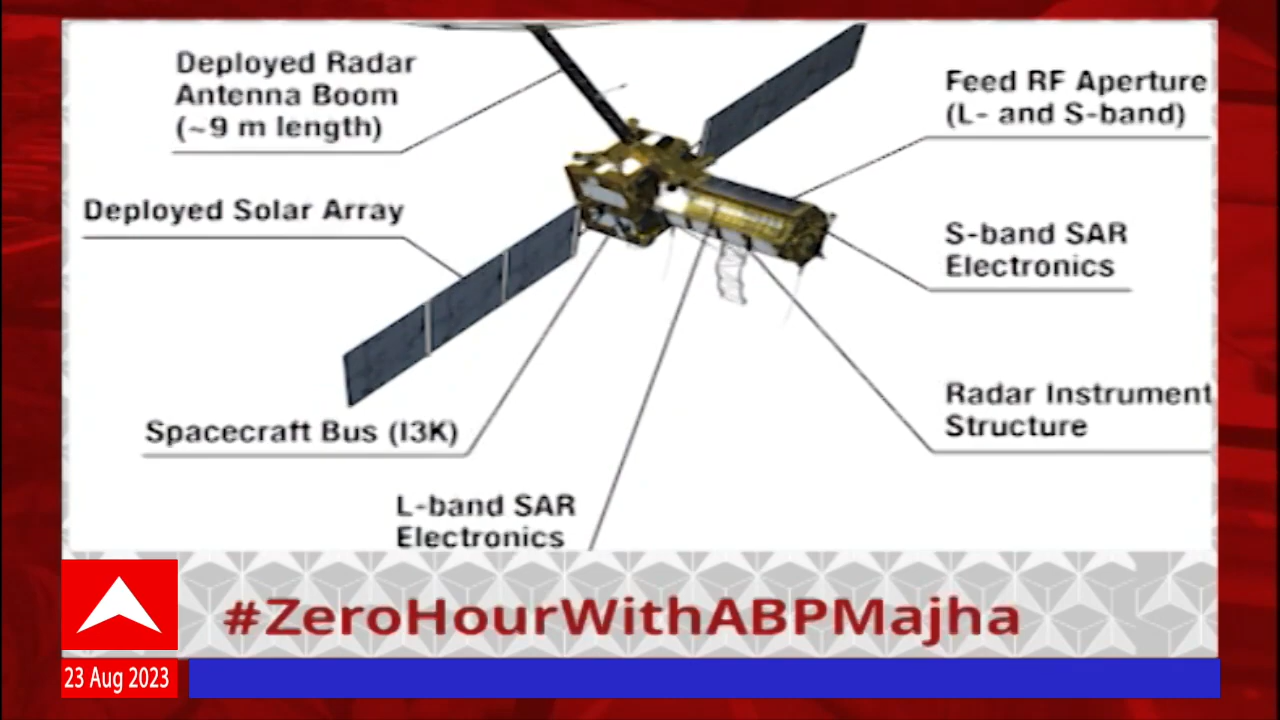 Deployed Radar
Antenna Boom
(~9 m length)
Feed RF Aperture
(L- and S-band)
Deployed Solar Array
S-band SAR
Electronics
Radar Instrument
Structure
Spacecraft Bus (I3K)
L-band SAR
Electronics
#ZeroHourWithABPMajha
23 Aug 2023